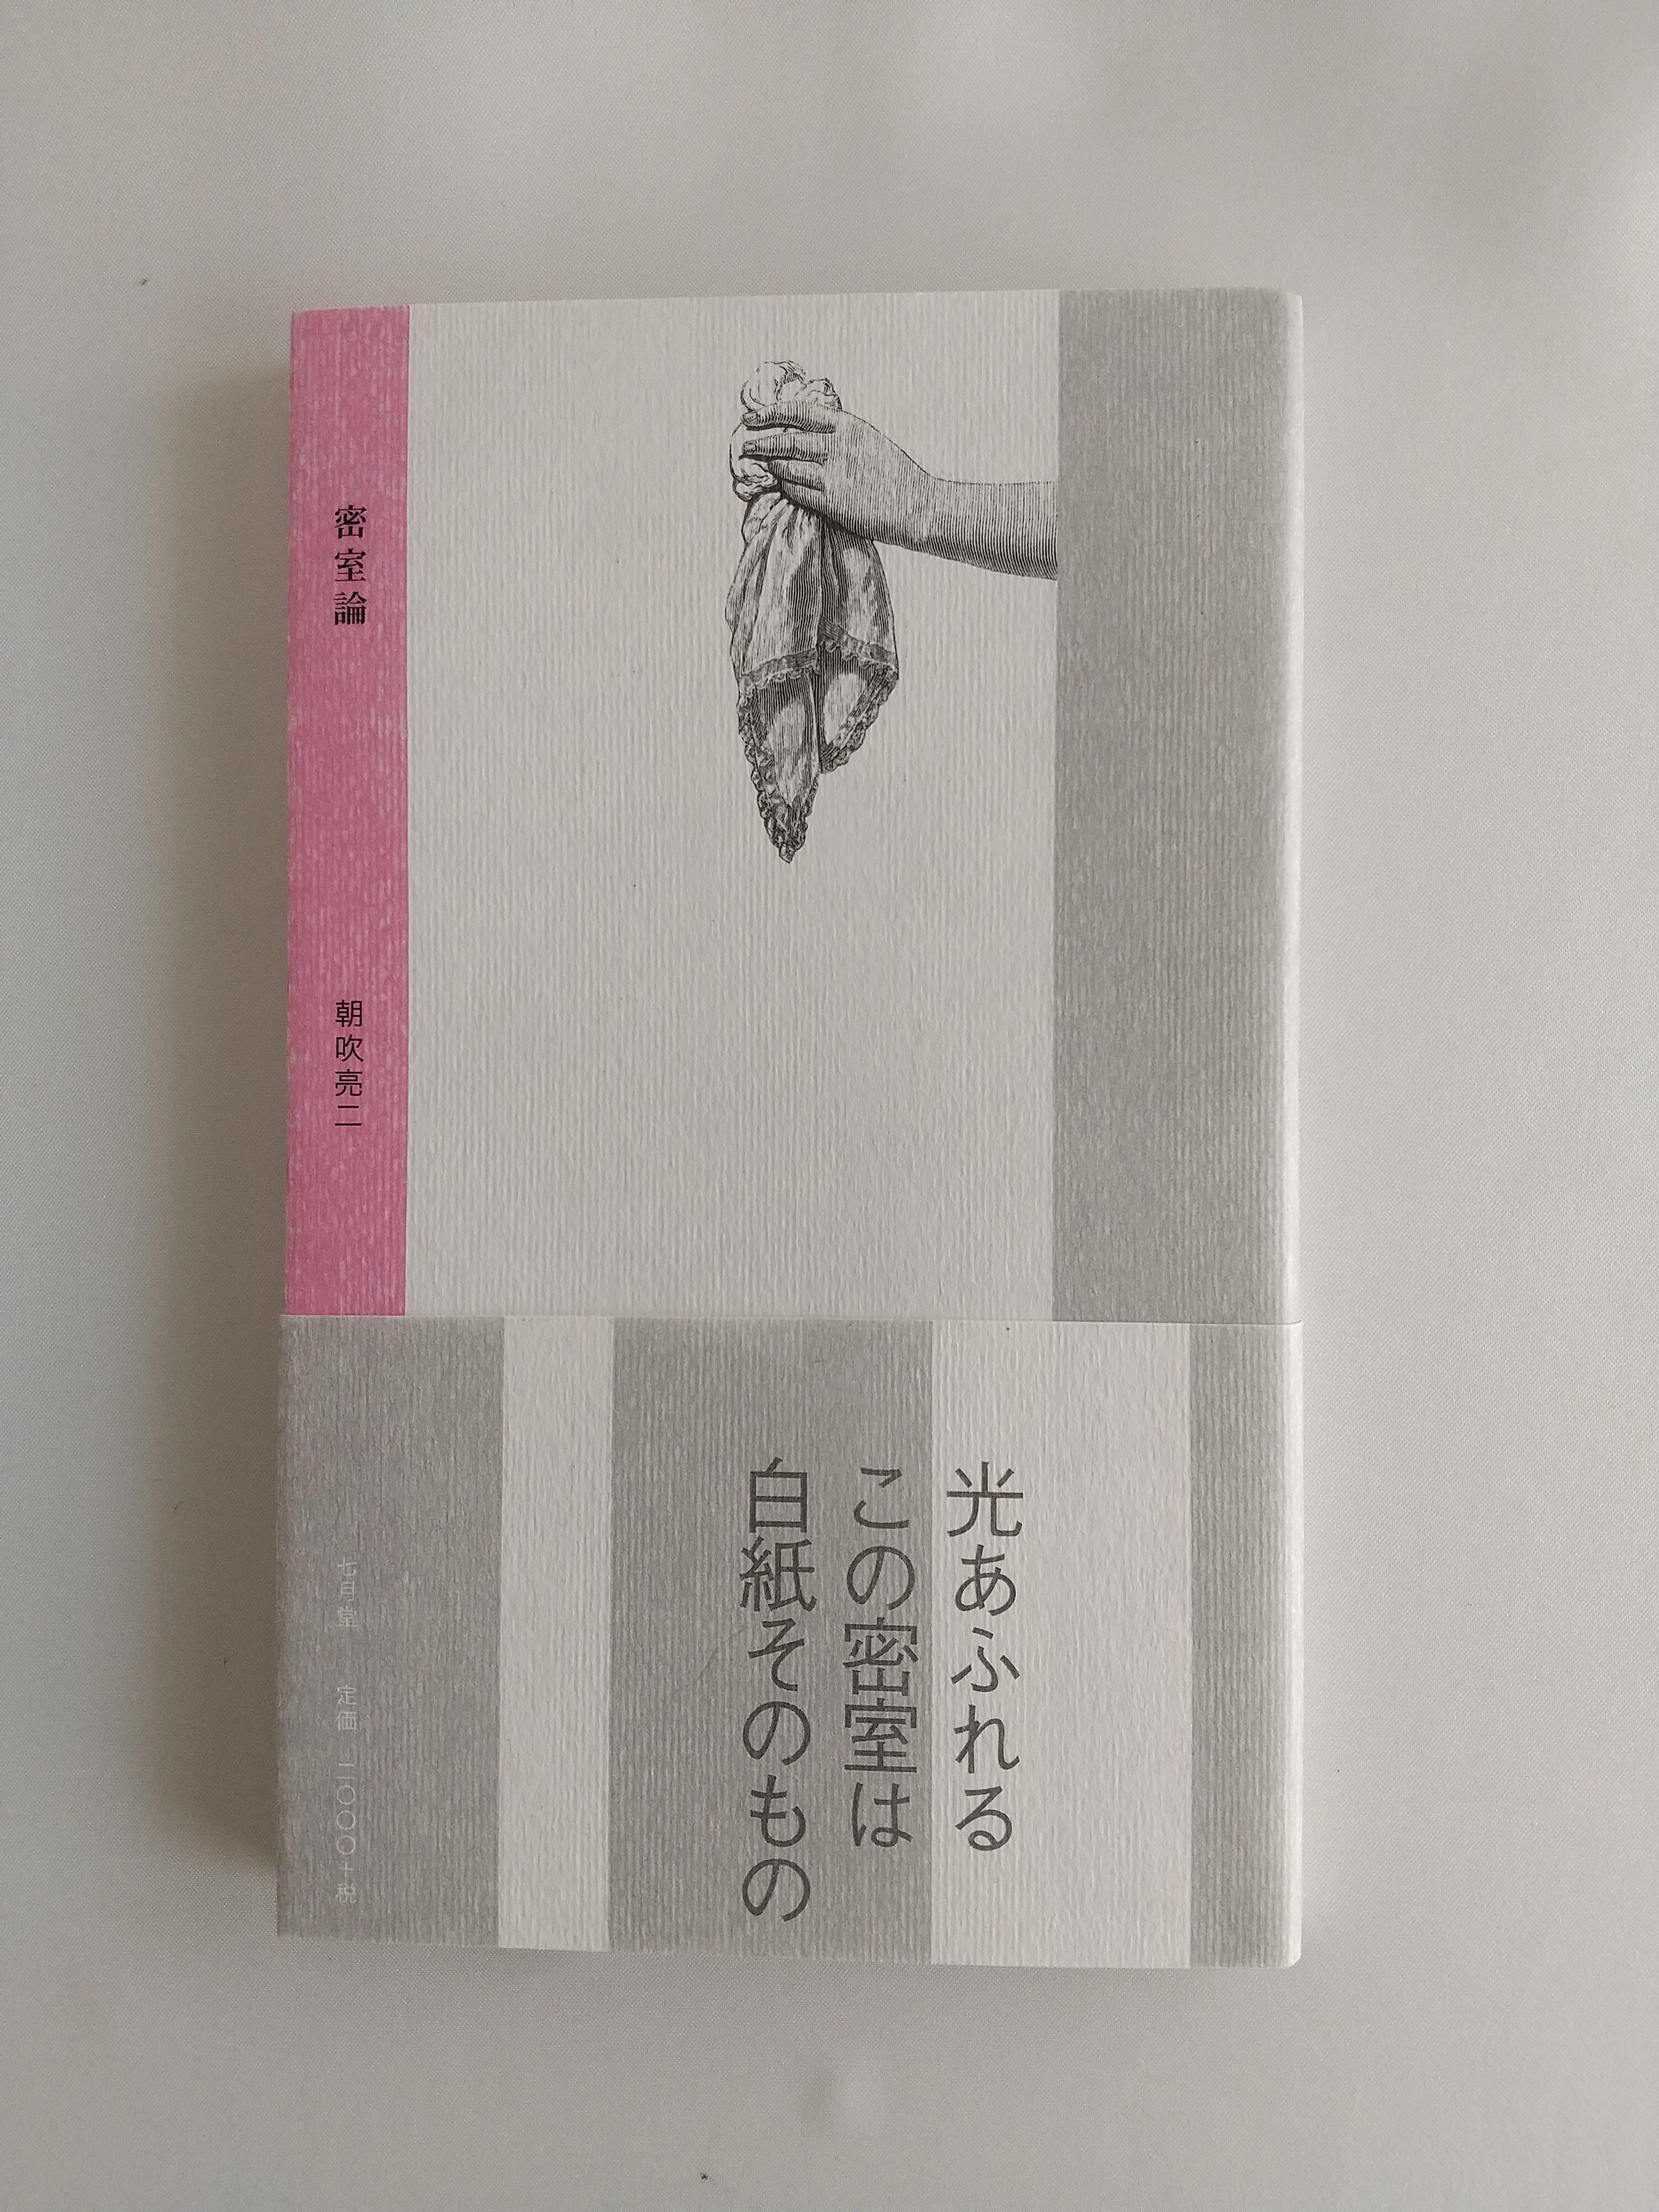 密室論
朝吹亮二
光あふれる
この密室は
白紙そのもの
七月堂 定価 二〇〇〇+税